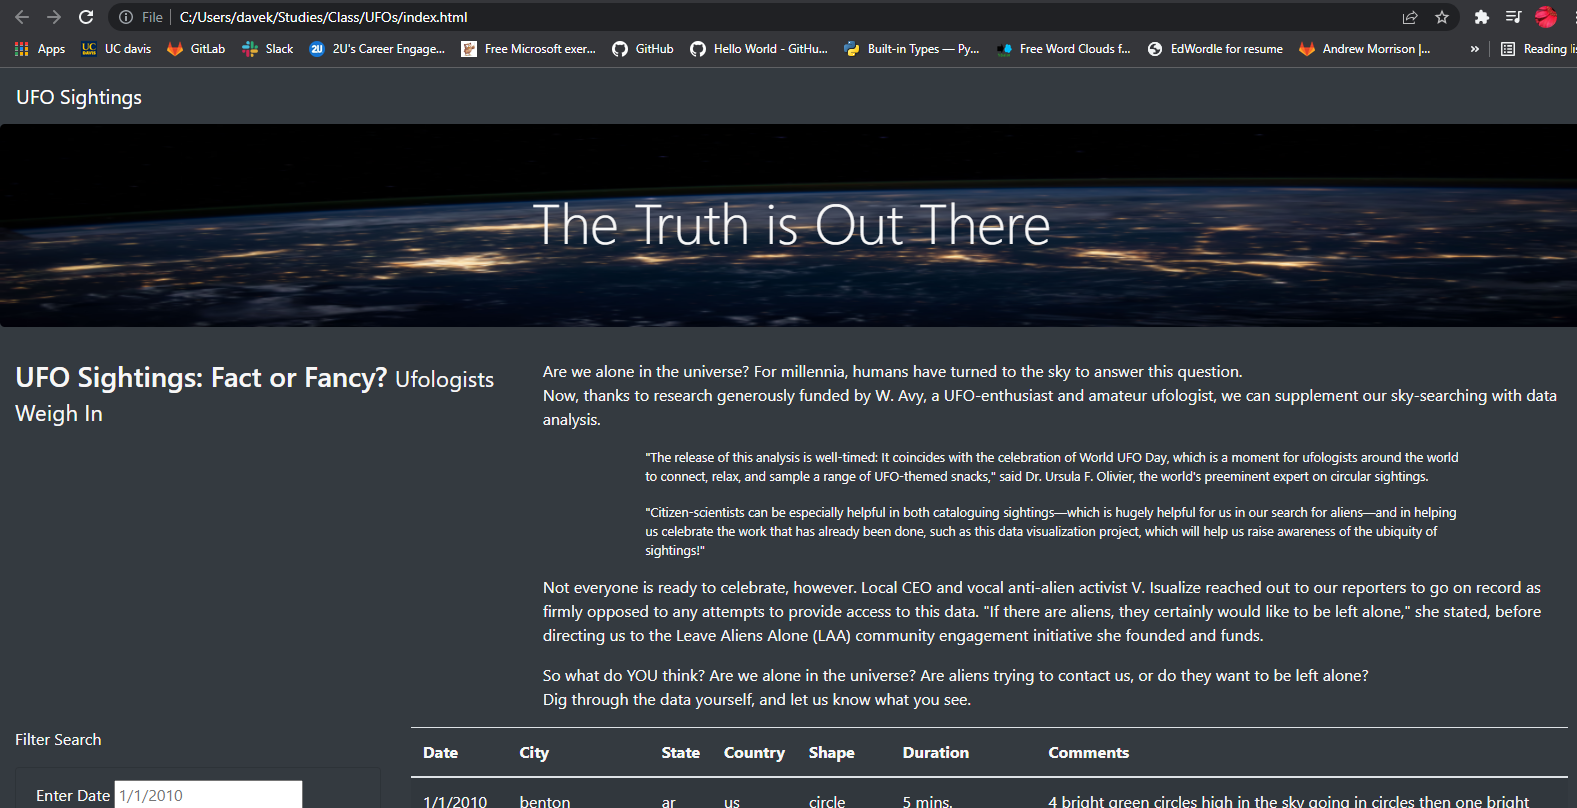 File C:/Users/davek/Studies/Class/UFOs/index.html
Apps UC davis GitLab Slack 2U's Career Engage... Free Microsoft exer... GitHub Hello World - GitHu... Built-in Types — Py... Free Word Clouds f... EdWordle for resume Andrew Morrison |... » Reading lis
UFO Sightings
The Truth is Out There
UFO Sightings: Fact or Fancy? Ufologists
Weigh In
Are we alone in the universe? For millennia, humans have turned to the sky to answer this question.
Now, thanks to research generously funded by W. Avy, a UFO-enthusiast and amateur ufologist, we can supplement our sky-searching with data
analysis.
"The release of this analysis is well-timed: It coincides with the celebration of World UFO Day, which is a moment for ufologists around the world
to connect, relax, and sample a range of UFO-themed snacks," said Dr. Ursula F. Olivier, the world's preeminent expert on circular sightings.
"Citizen-scientists can be especially helpful in both cataloguing sightings—which is hugely helpful for us in our search for aliens—and in helping
us celebrate the work that has already been done, such as this data visualization project, which will help us raise awareness of the ubiquity of
sightings!"
Not everyone is ready to celebrate, however. Local CEO and vocal anti-alien activist V. Isualize reached out to our reporters to go on record as
firmly opposed to any attempts to provide access to this data. "If there are aliens, they certainly would like to be left alone," she stated, before
directing us to the Leave Aliens Alone (LAA) community engagement initiative she founded and funds.
So what do YOU think? Are we alone in the universe? Are aliens trying to contact us, or do they want to be left alone?
Dig through the data yourself, and let us know what you see.
Filter Search
Enter Date 1/1/2010
Date City State Country Shape Duration Comments
1/1/2010 benton ar us circle 5 mins. 4 bright green circles high in the sky going in circles then one bright